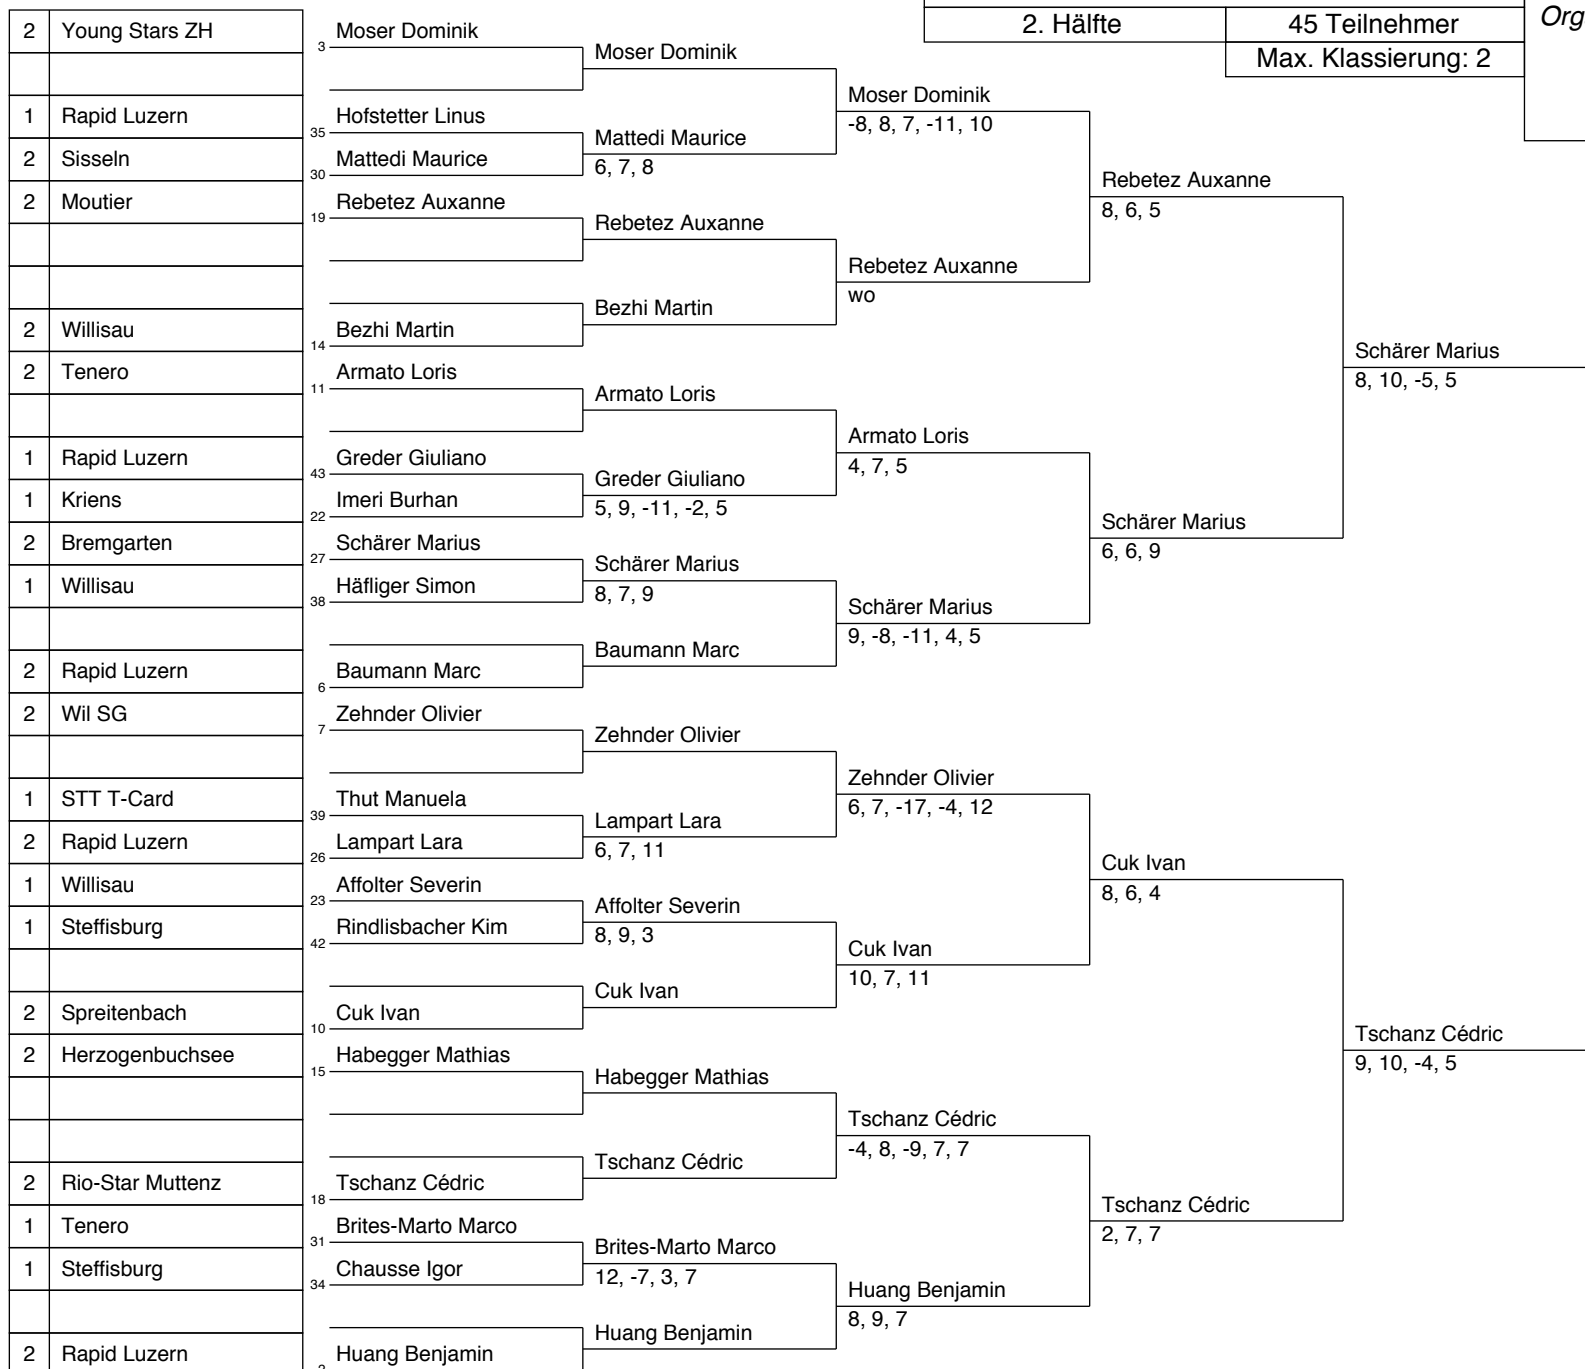 2. Hälfte 45 Teilnehmer Org
Max. Klassierung: 2
2 Young Stars ZH 3 Moser Dominik
Moser Dominik
Moser Dominik
-8, 8, 7, -11, 10
1 Rapid Luzern 35 Hofstetter Linus
Mattedi Maurice
6, 7, 8
2 Sisseln 30 Mattedi Maurice
Rebetez Auxanne
8, 6, 5
2 Moutier 19 Rebetez Auxanne
Rebetez Auxanne
Rebetez Auxanne
wo
Bezhi Martin
2 Willisau 14 Bezhi Martin
Schärer Marius
8, 10, -5, 5
2 Tenero 11 Armato Loris
Armato Loris
Armato Loris
4, 7, 5
1 Rapid Luzern 43 Greder Giuliano
Greder Giuliano
5, 9, -11, -2, 5
1 Kriens 22 Imeri Burhan
Schärer Marius
6, 6, 9
2 Bremgarten 27 Schärer Marius
Schärer Marius
8, 7, 9
1 Willisau 38 Häfliger Simon
Schärer Marius
9, -8, -11, 4, 5
Baumann Marc
2 Rapid Luzern 6 Baumann Marc
2 Wil SG 7 Zehnder Olivier
Zehnder Olivier
Zehnder Olivier
6, 7, -17, -4, 12
1 STT T-Card 39 Thut Manuela
Lampart Lara
6, 7, 11
2 Rapid Luzern 26 Lampart Lara
Cuk Ivan
8, 6, 4
1 Willisau 23 Affolter Severin
Affolter Severin
8, 9, 3
1 Steffisburg 42 Rindlisbacher Kim
Cuk Ivan
10, 7, 11
Cuk Ivan
2 Spreitenbach 10 Cuk Ivan
Tschanz Cédric
9, 10, -4, 5
2 Herzogenbuchsee 15 Habegger Mathias
Habegger Mathias
Tschanz Cédric
-4, 8, -9, 7, 7
Tschanz Cédric
2 Rio-Star Muttenz 18 Tschanz Cédric
Tschanz Cédric
2, 7, 7
1 Tenero 31 Brites-Marto Marco
Brites-Marto Marco
12, -7, 3, 7
1 Steffisburg 34 Chausse Igor
Huang Benjamin
8, 9, 7
Huang Benjamin
2 Rapid Luzern Huang Benjamin